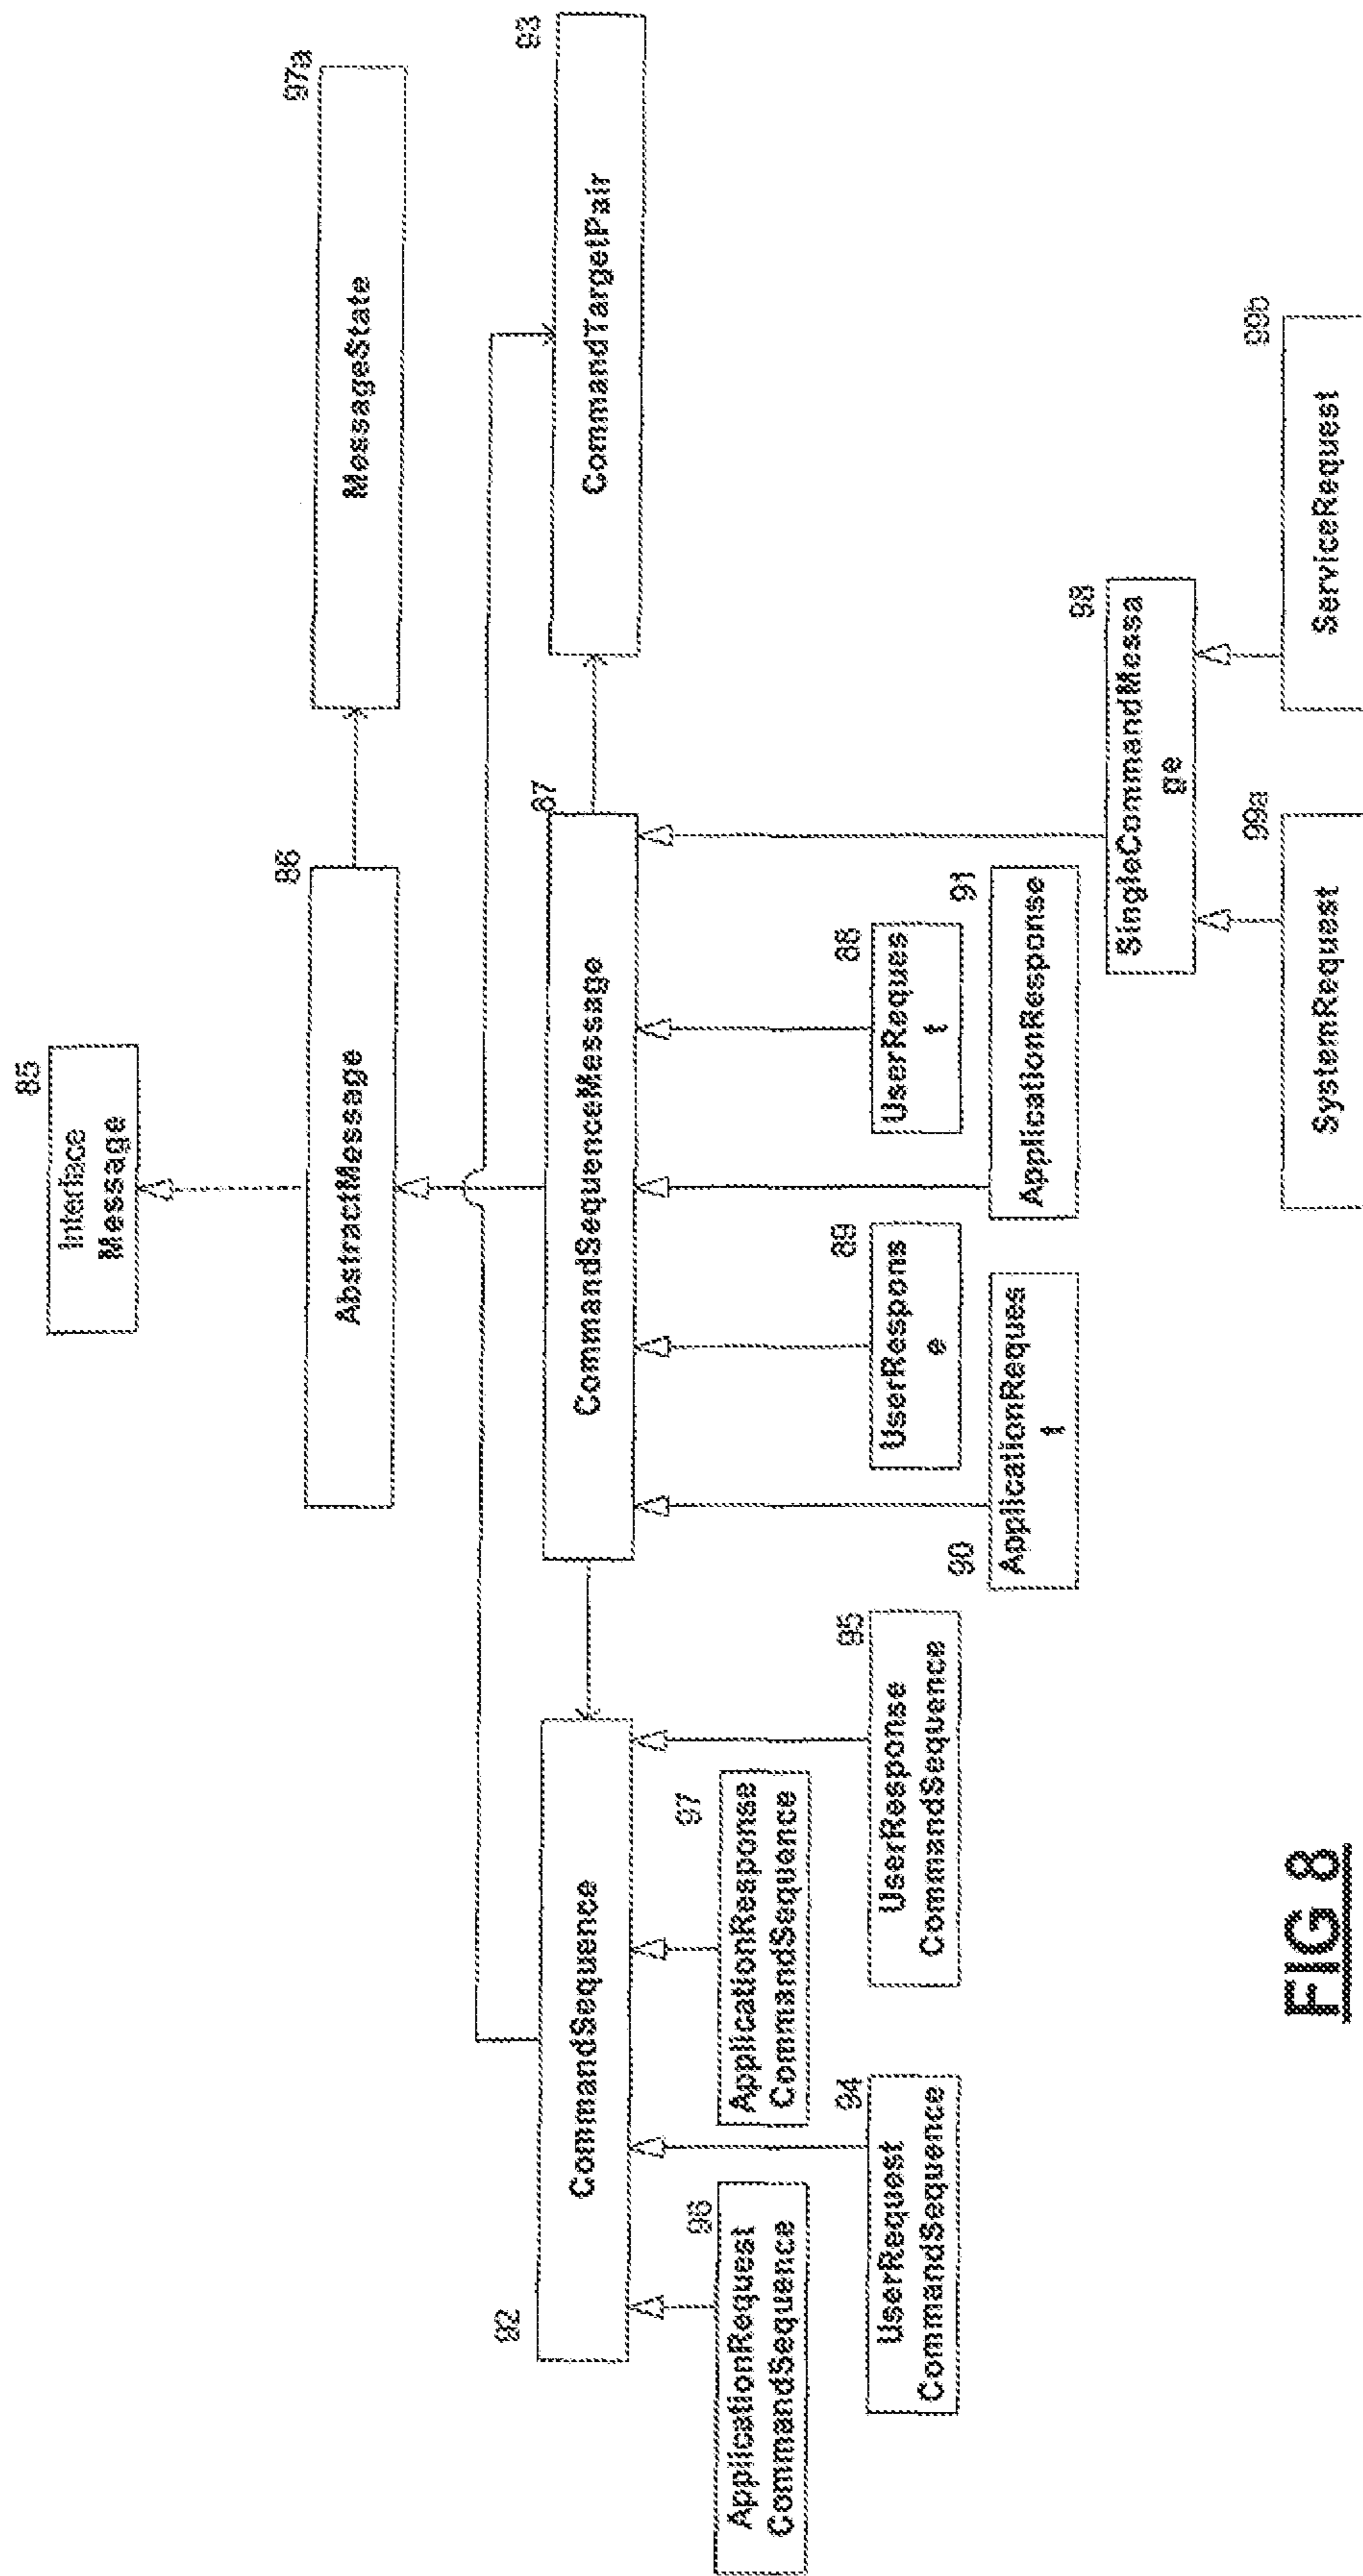 85
Interface
Message
86
AbstractMessage
97a
MessageState
92
CommandSequence
87
CommandSequenceMessage
93
CommandTargetPair
96
ApplicationRequest
CommandSequence
97
ApplicationResponse
CommandSequence
94
UserRequest
CommandSequence
95
UserResponse
CommandSequence
89
UserRespons
e
88
UserReques
t
90
ApplicationReques
t
91
ApplicationResponse
98
SingleCommandMessa
ge
99a
SystemRequest
99b
ServiceRequest
FIG 8